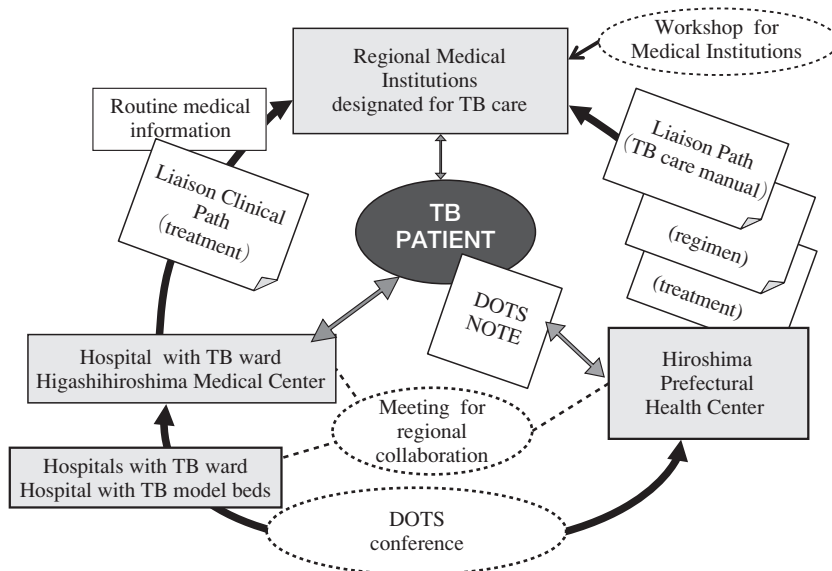 Workshop for
Medical Institutions
Regional Medical
Institutions
designated for TB care
Routine medical
information
Liaison Clinical
Path
(treatment)
Liaison Path
(TB care manual)
(regimen)
(treatment)
TB
PATIENT
DOTS
NOTE
Hospital with TB ward
Higashihiroshima Medical Center
Hiroshima
Prefectural
Health Center
Meeting for
regional
collaboration
Hospitals with TB ward
Hospital with TB model beds
DOTS
conference